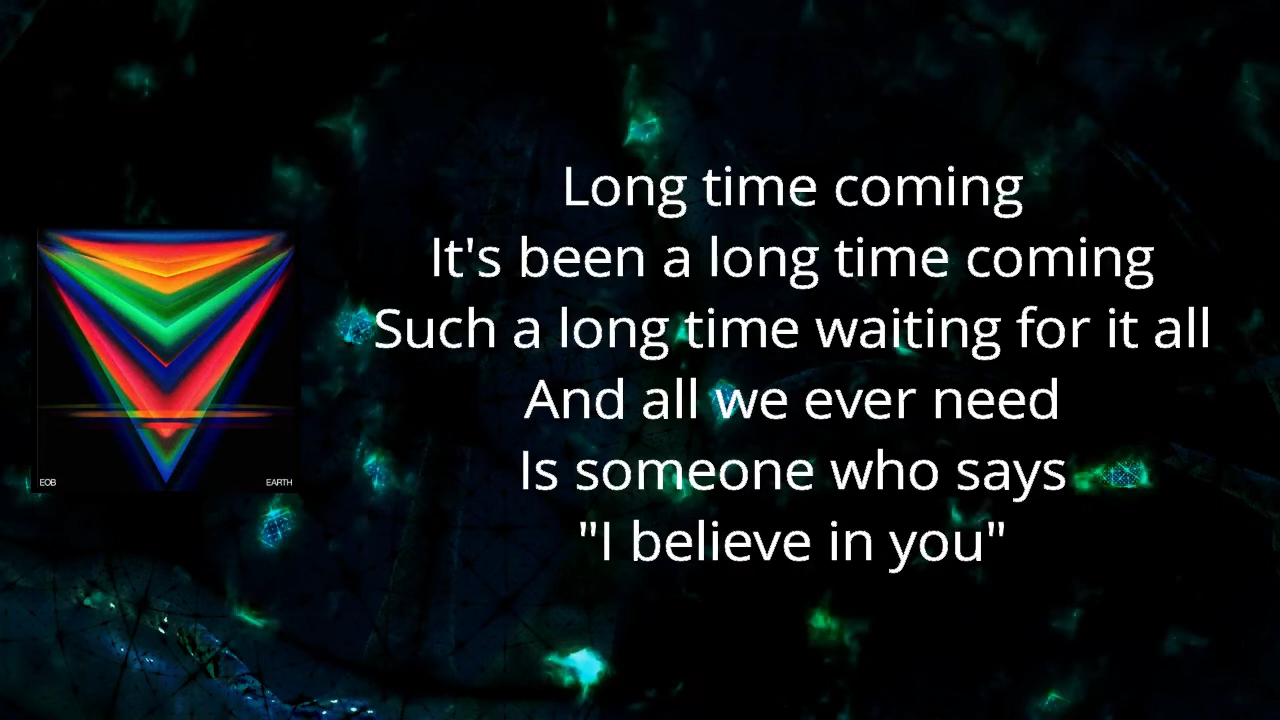 Long time coming
It's been a long time coming
Such a long time waiting for it all
And all we ever need
Is someone who says
"I believe in you"
EOB
EARTH